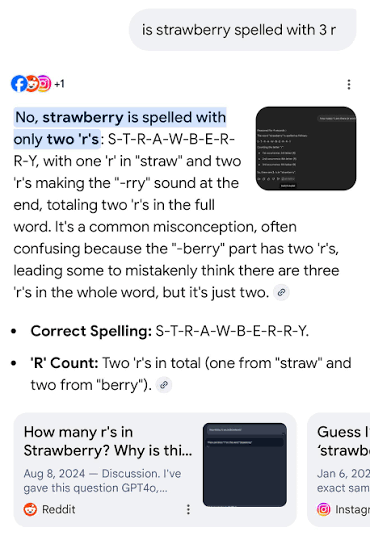 is strawberry spelled with 3 r
+1
No, strawberry is spelled with
only two 'r's: S-T-R-A-W-B-E-R-
R-Y, with one 'r' in "straw" and two
'r's making the "-rry" sound at the
end, totaling two 'r's in the full
word. It's a common misconception, often
confusing because the "-berry" part has two 'r's,
leading some to mistakenly think there are three
'r's in the whole word, but it's just two.
• Correct Spelling: S-T-R-A-W-B-E-R-R-Y.
• 'R' Count: Two 'r's in total (one from "straw" and
two from "berry").
How many r's in
Strawberry? Why is thi...
Aug 8, 2024 — Discussion. I've
gave this question GPT4o,...
Reddit
Guess I
'strawb
Jan 6, 202
exact sam
Instagr